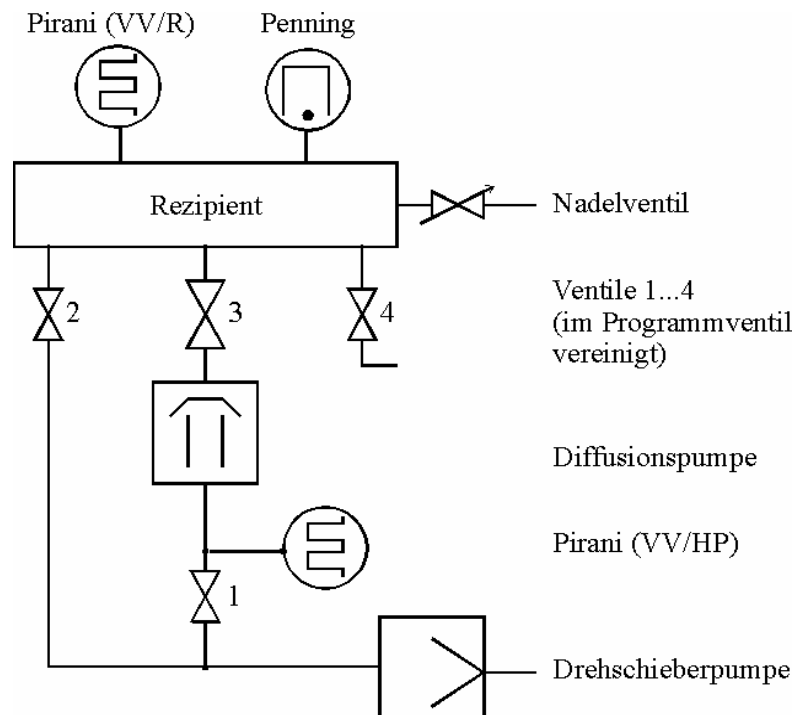 Pirani (VV/R)
Penning
Rezipient
Nadelventil
2
3
4
Ventile 1...4
(im Programmventil
vereinigt)
Diffusionspumpe
Pirani (VV/HP)
1
Drehschieberpumpe